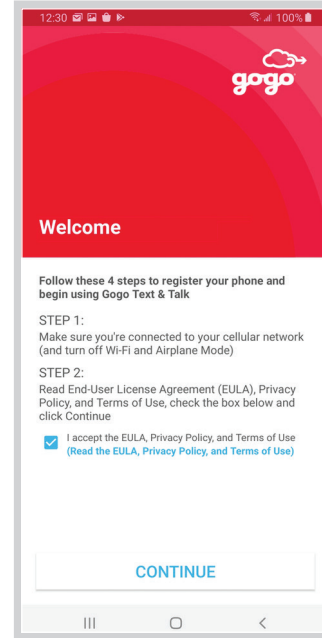 12:30
100%
gogo
Welcome
Follow these 4 steps to register your phone and
begin using Gogo Text & Talk
STEP 1:
Make sure you're connected to your cellular network
(and turn off Wi-Fi and Airplane Mode)
STEP 2:
Read End-User License Agreement (EULA), Privacy
Policy, and Terms of Use, check the box below and
click Continue
I accept the EULA, Privacy Policy, and Terms of Use
(Read the EULA, Privacy Policy, and Terms of Use)
CONTINUE